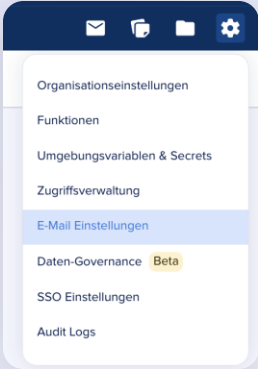 Organisationseinstellungen
Funktionen
Umgebungsvariablen & Secrets
Zugriffsverwaltung
E-Mail Einstellungen
Daten-Governance Beta
SSO Einstellungen
Audit Logs